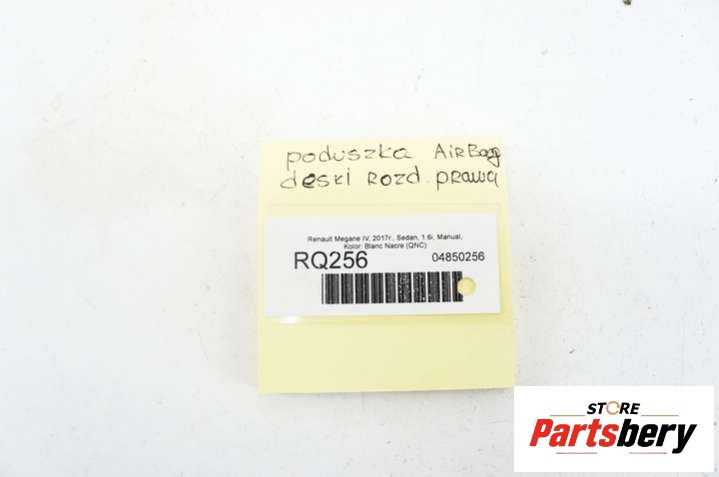 poduszka AirBag
deski rozd. prawa
Renault Megane IV, 2017r., Sedan, 1.6i, Manual,
Kolor: Blanc Nacre (QNC)
RQ256 04850256
STORE
Partsbery